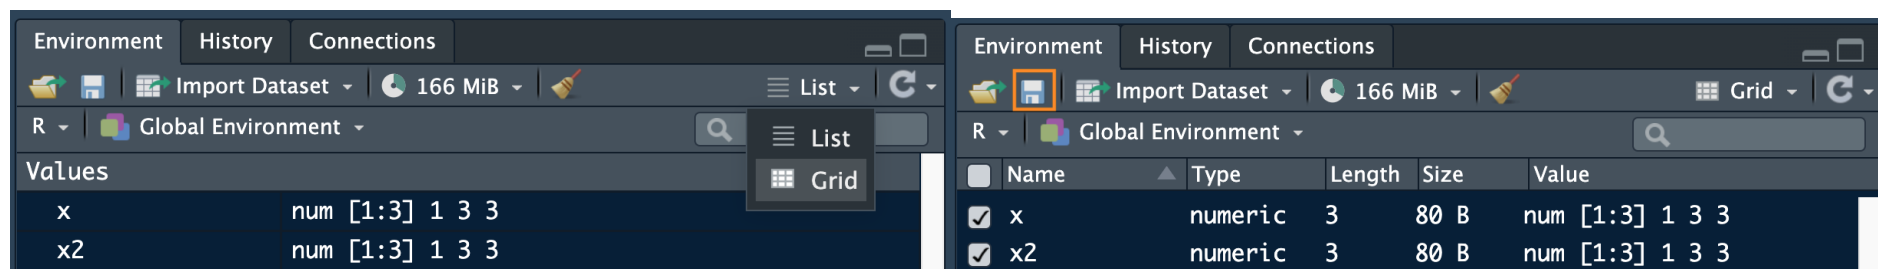 Environment History Connections
Import Dataset 166 MiB List
R Global Environment
List
Grid
Values
x num [1:3] 1 3 3
x2 num [1:3] 1 3 3
Environment History Connections
Import Dataset 166 MiB Grid
R Global Environment
Name Type Length Size Value
x numeric 3 80 B num [1:3] 1 3 3
x2 numeric 3 80 B num [1:3] 1 3 3